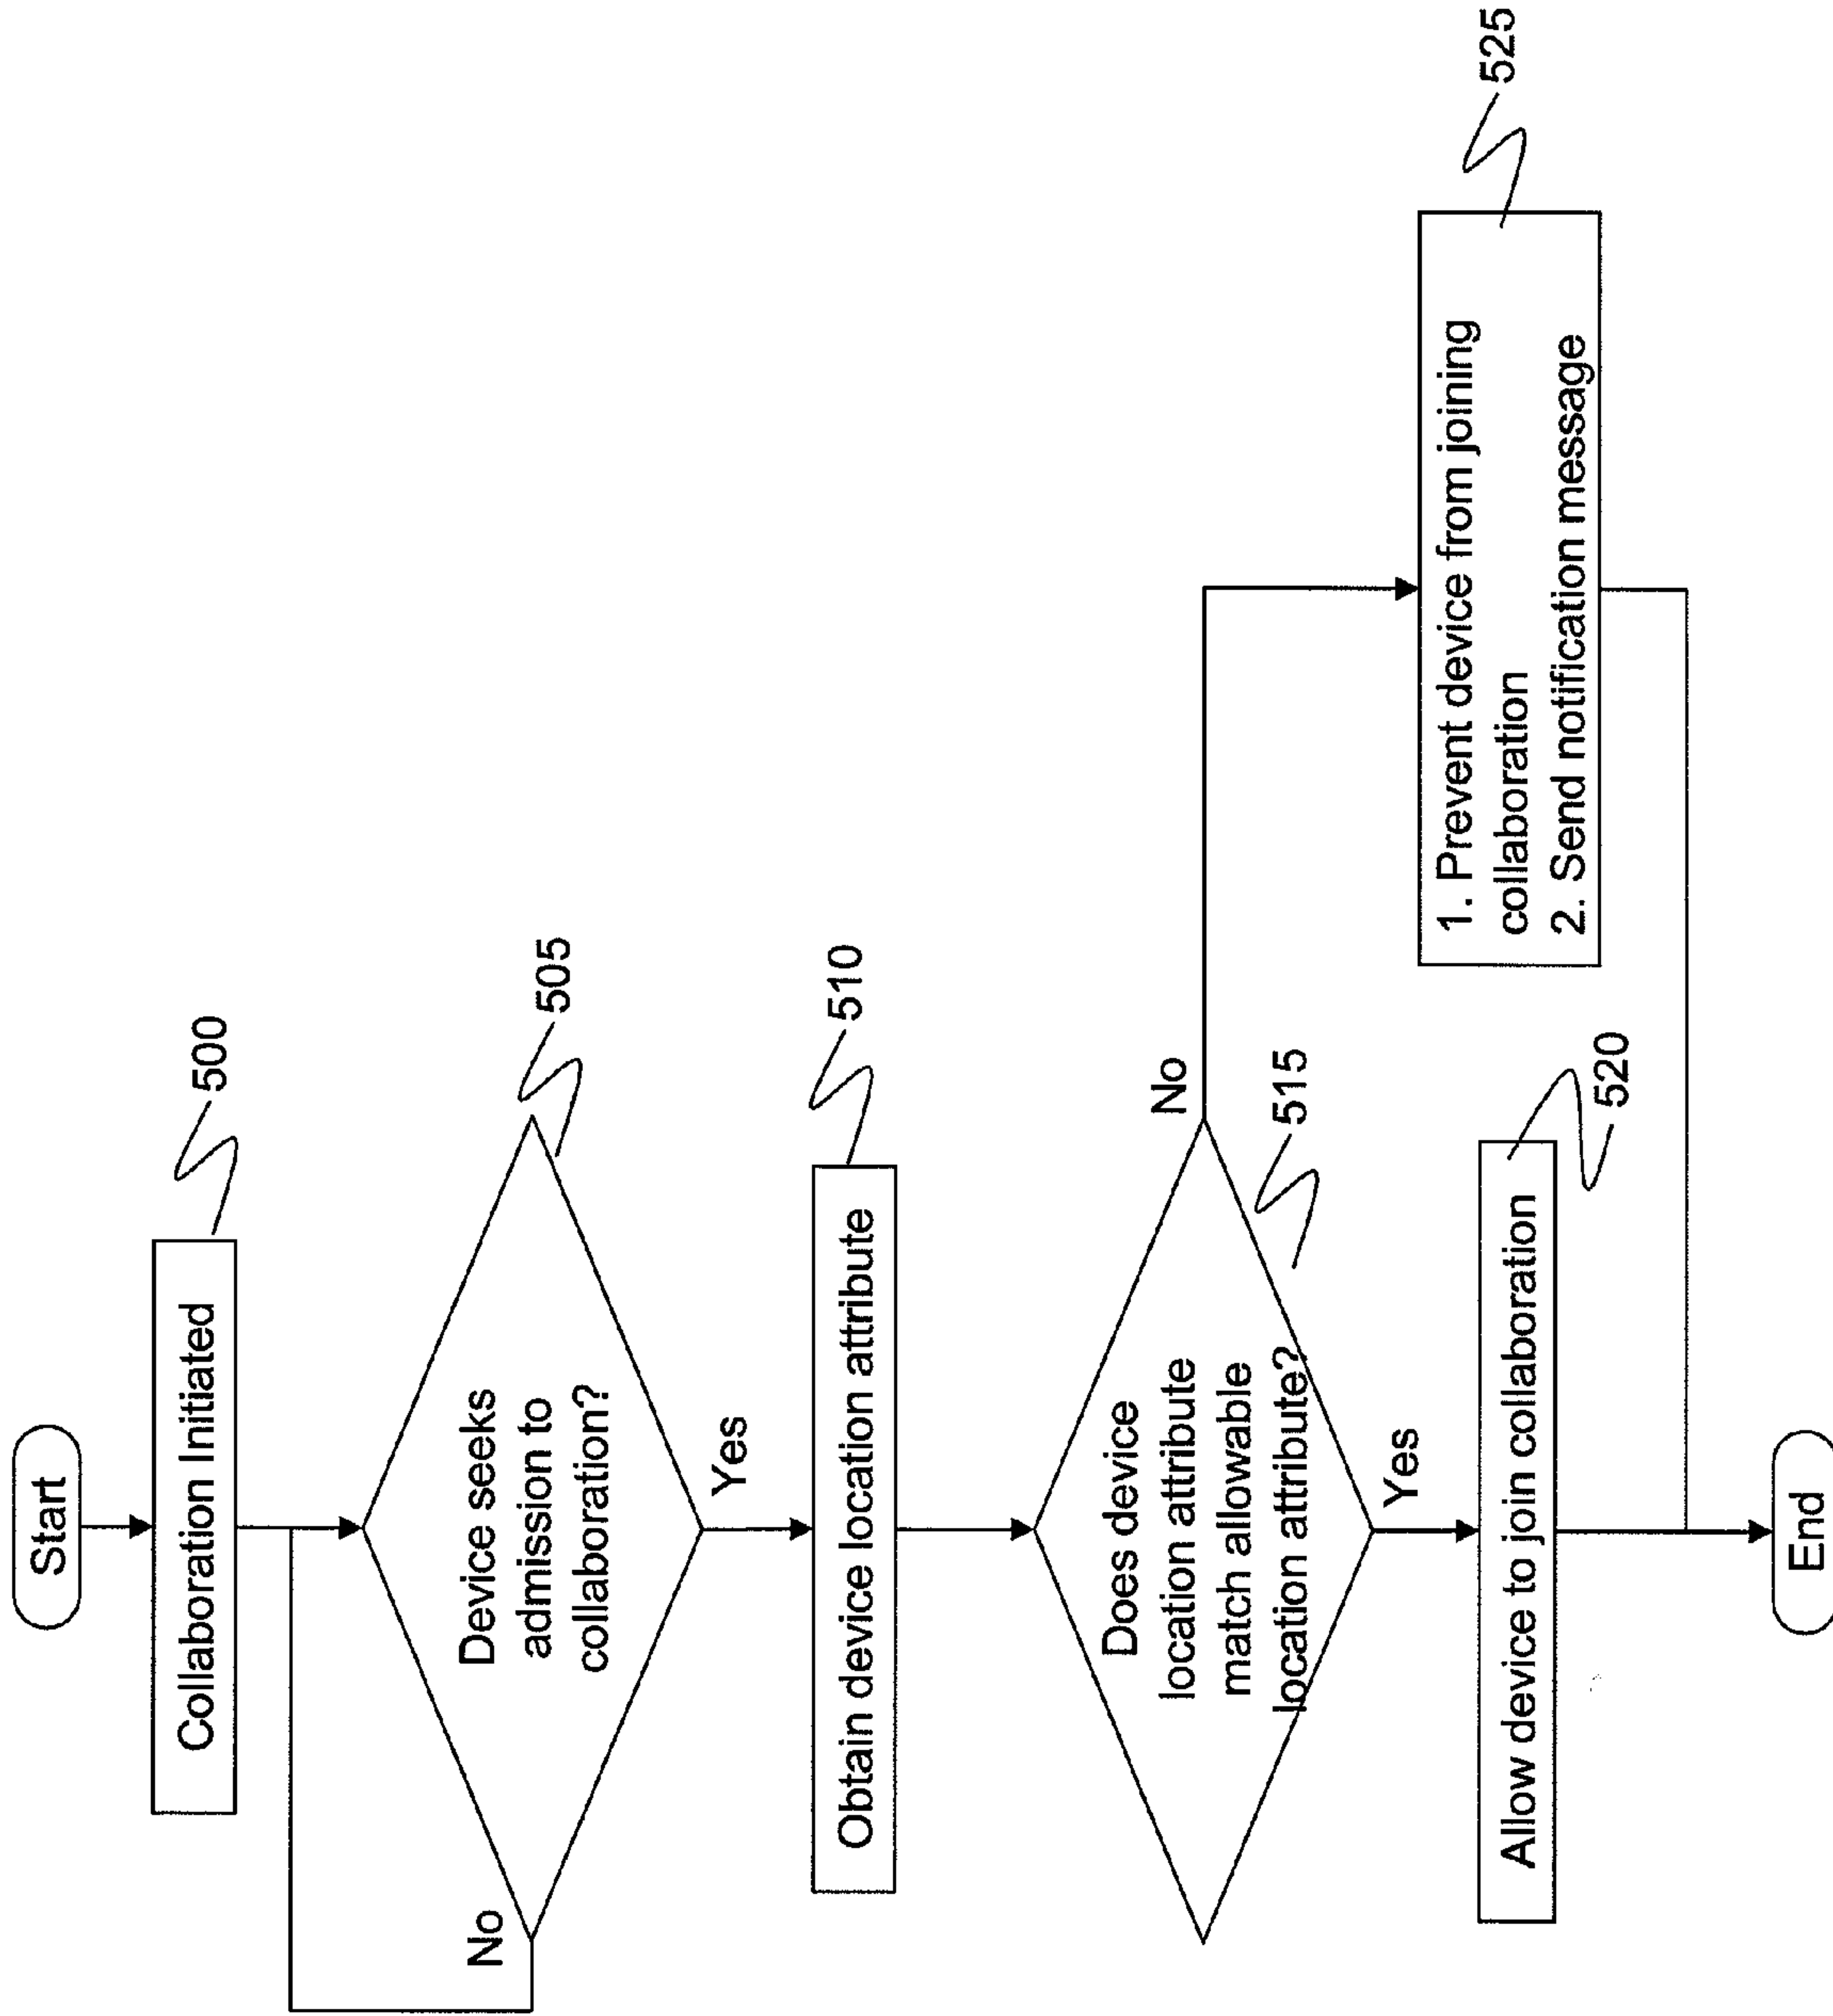 Start
Collaboration Initiated
500
Device seeks
admission to
collaboration?
505
No
Yes
Obtain device location attribute
510
Does device
location attribute
match allowable
location attribute?
515
No
Yes
Allow device to join collaboration
520
1. Prevent device from joining
collaboration
2. Send notification message
525
End